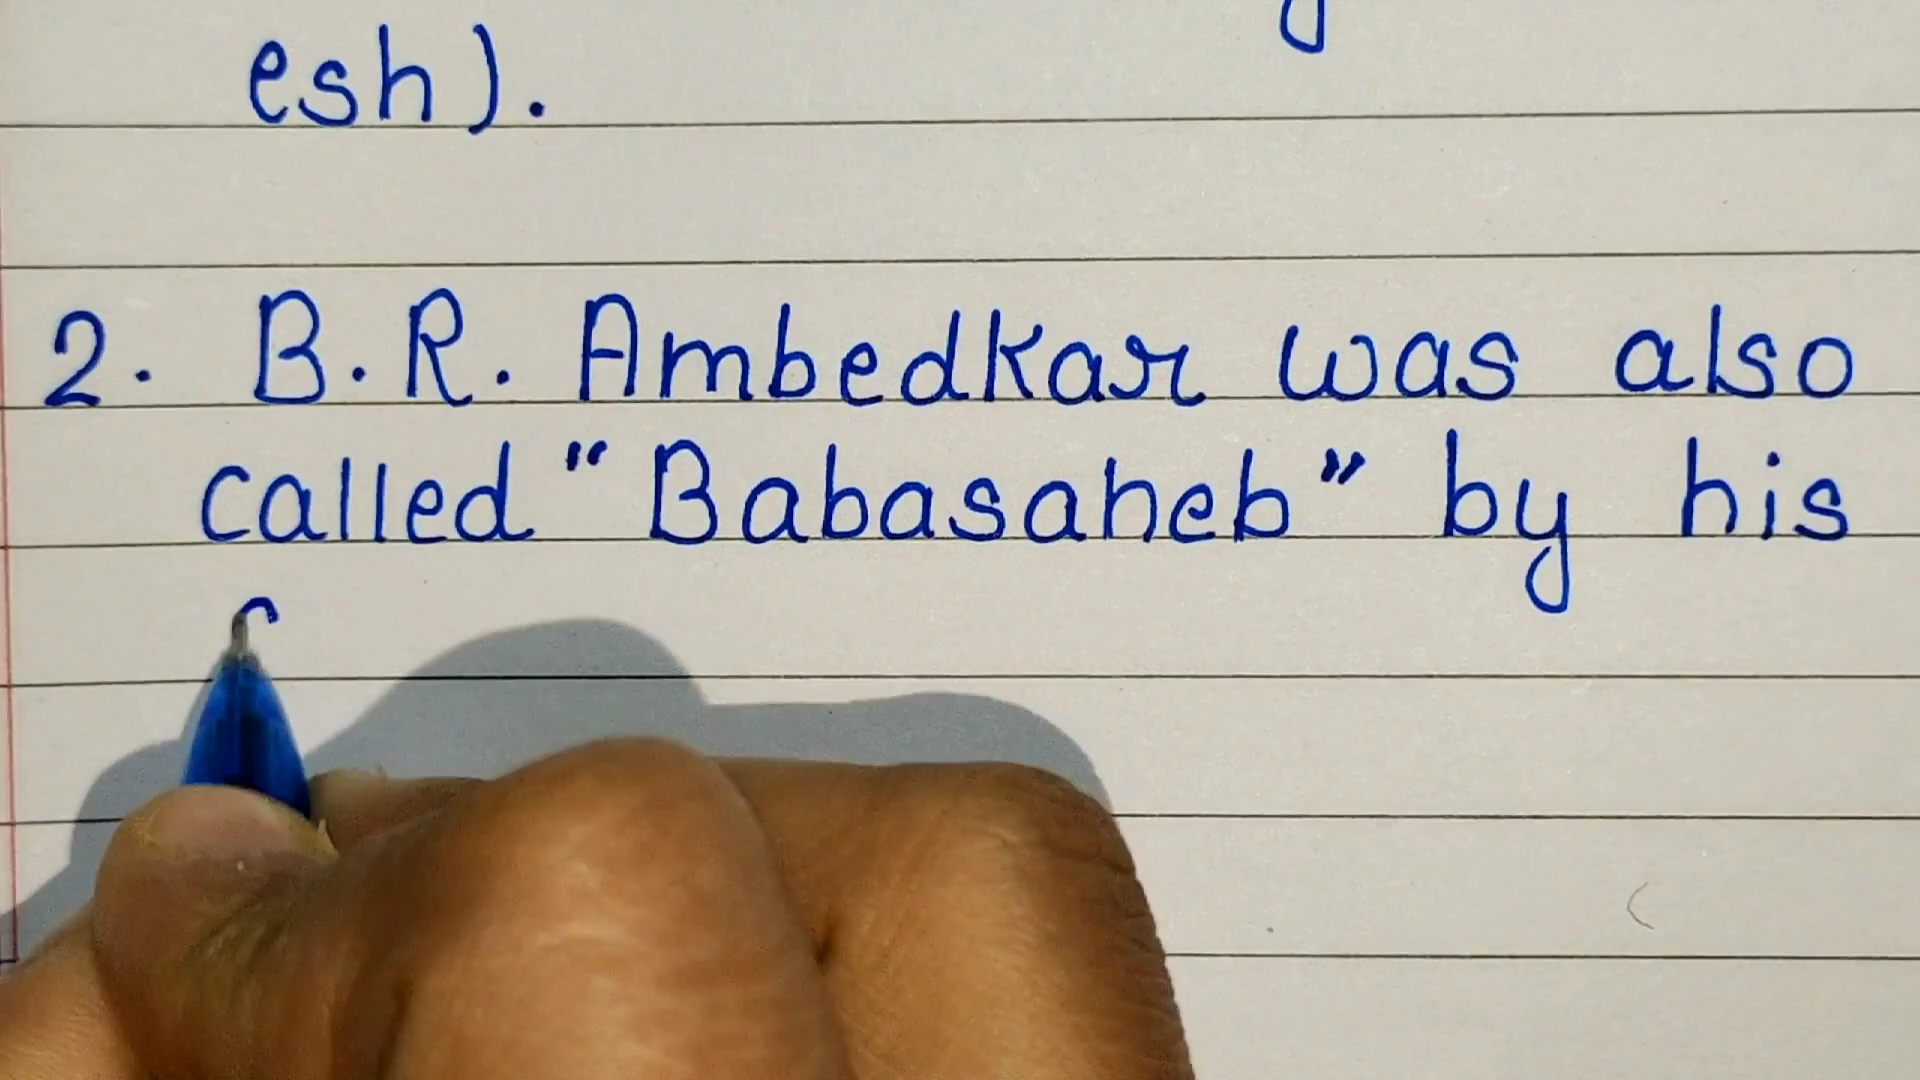 esh).
2. B.R. Ambedkar was also
called "Babasaheb" by his